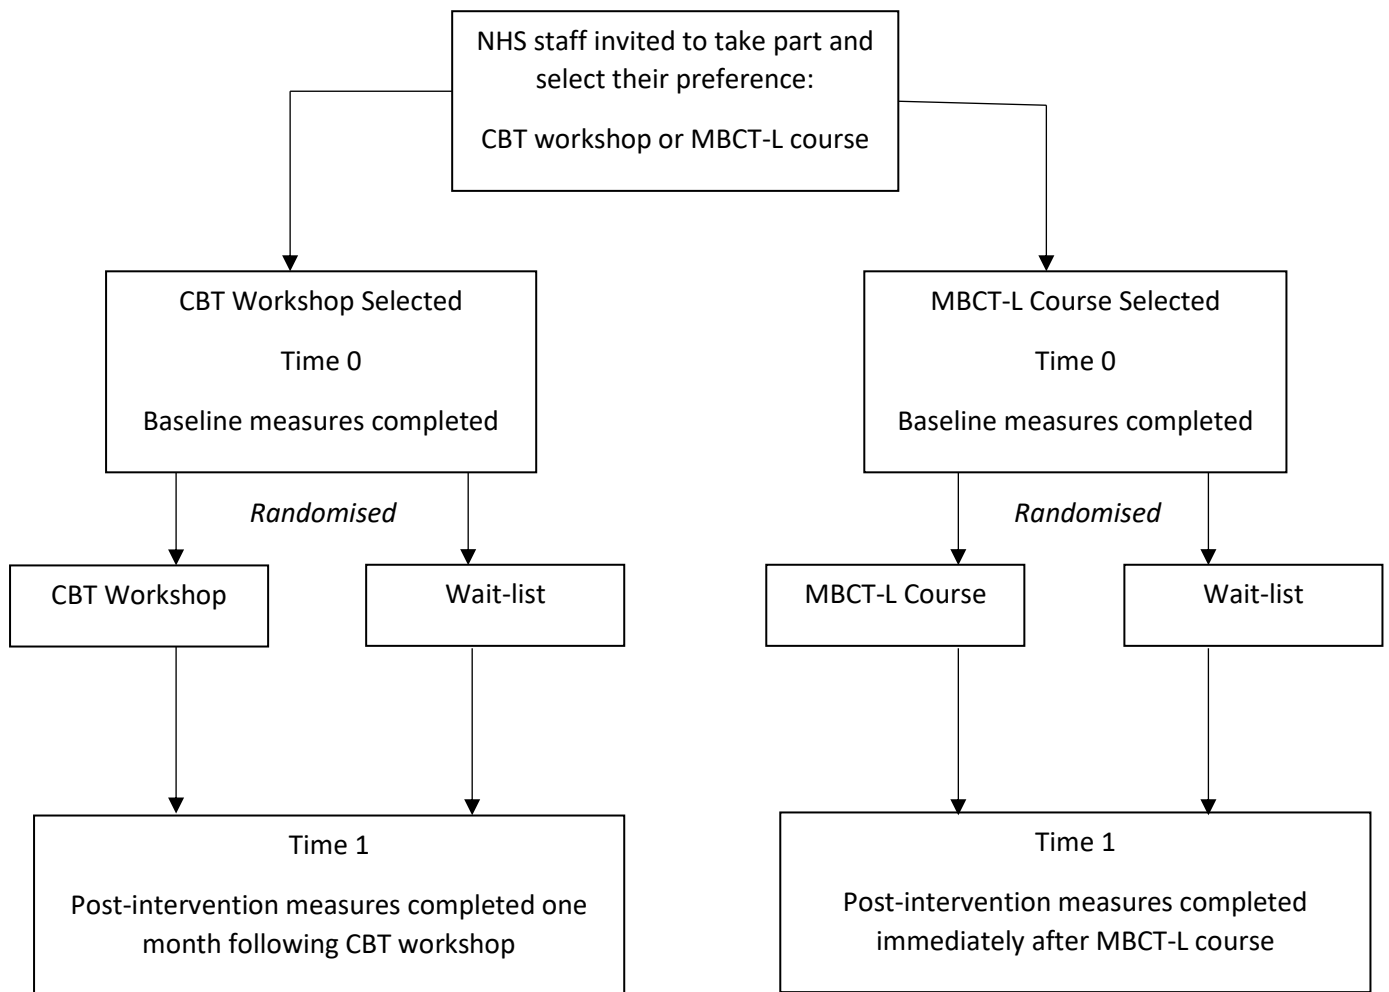 NHS staff invited to take part and
select their preference:
CBT workshop or MBCT-L course
CBT Workshop Selected
Time 0
Baseline measures completed
MBCT-L Course Selected
Time 0
Baseline measures completed
Randomised
Randomised
CBT Workshop
Wait-list
MBCT-L Course
Wait-list
Time 1
Post-intervention measures completed one
month following CBT workshop
Time 1
Post-intervention measures completed
immediately after MBCT-L course